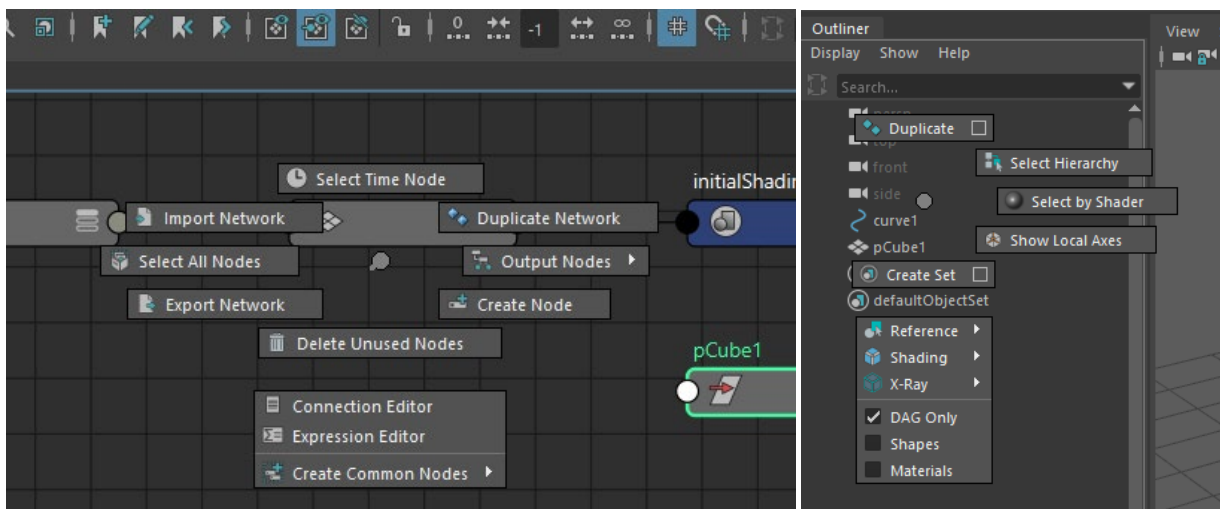 0
-1
∞
Select Time Node
initialShadin
Import Network
Duplicate Network
Select All Nodes
Output Nodes
Export Network
Create Node
Delete Unused Nodes
pCube1
Connection Editor
Expression Editor
Create Common Nodes
Outliner
View
Display Show Help
Search...
persp
Duplicate
top
Select Hierarchy
front
side
Select by Shader
curve1
Show Local Axes
pCube1
Create Set
defaultObjectSet
Reference
Shading
X-Ray
DAG Only
Shapes
Materials